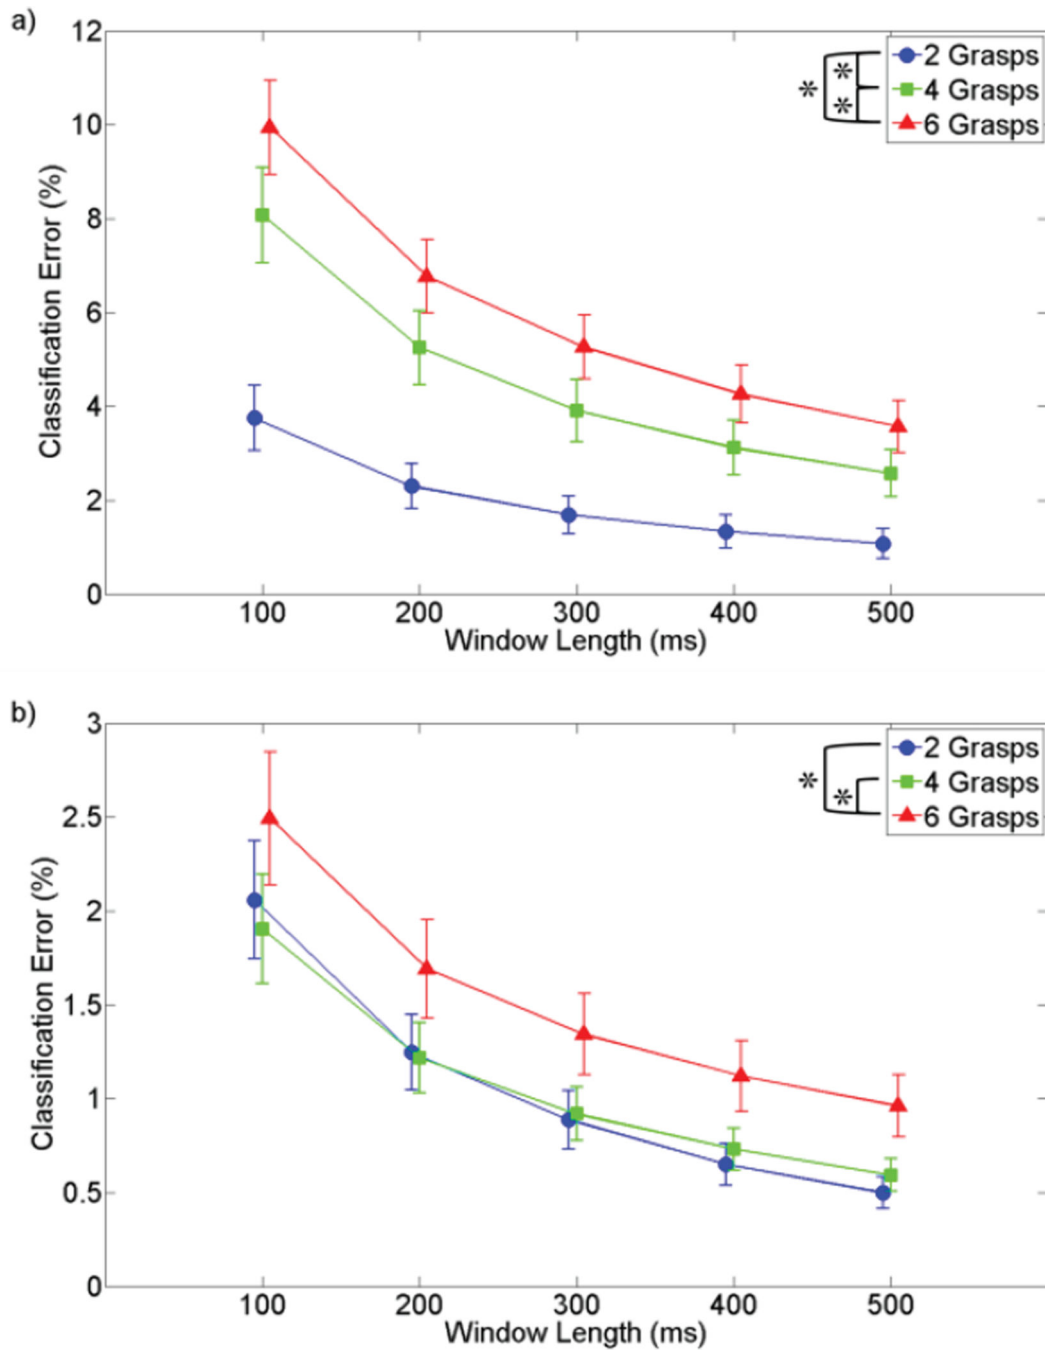 a)
12
10
8
6
4
2
0
Classification Error (%)
* * *
2 Grasps
4 Grasps
6 Grasps
100 200 300 400 500
Window Length (ms)
b)
3
2.5
2
1.5
1
0.5
0
Classification Error (%)
* *
2 Grasps
4 Grasps
6 Grasps
100 200 300 400 500
Window Length (ms)